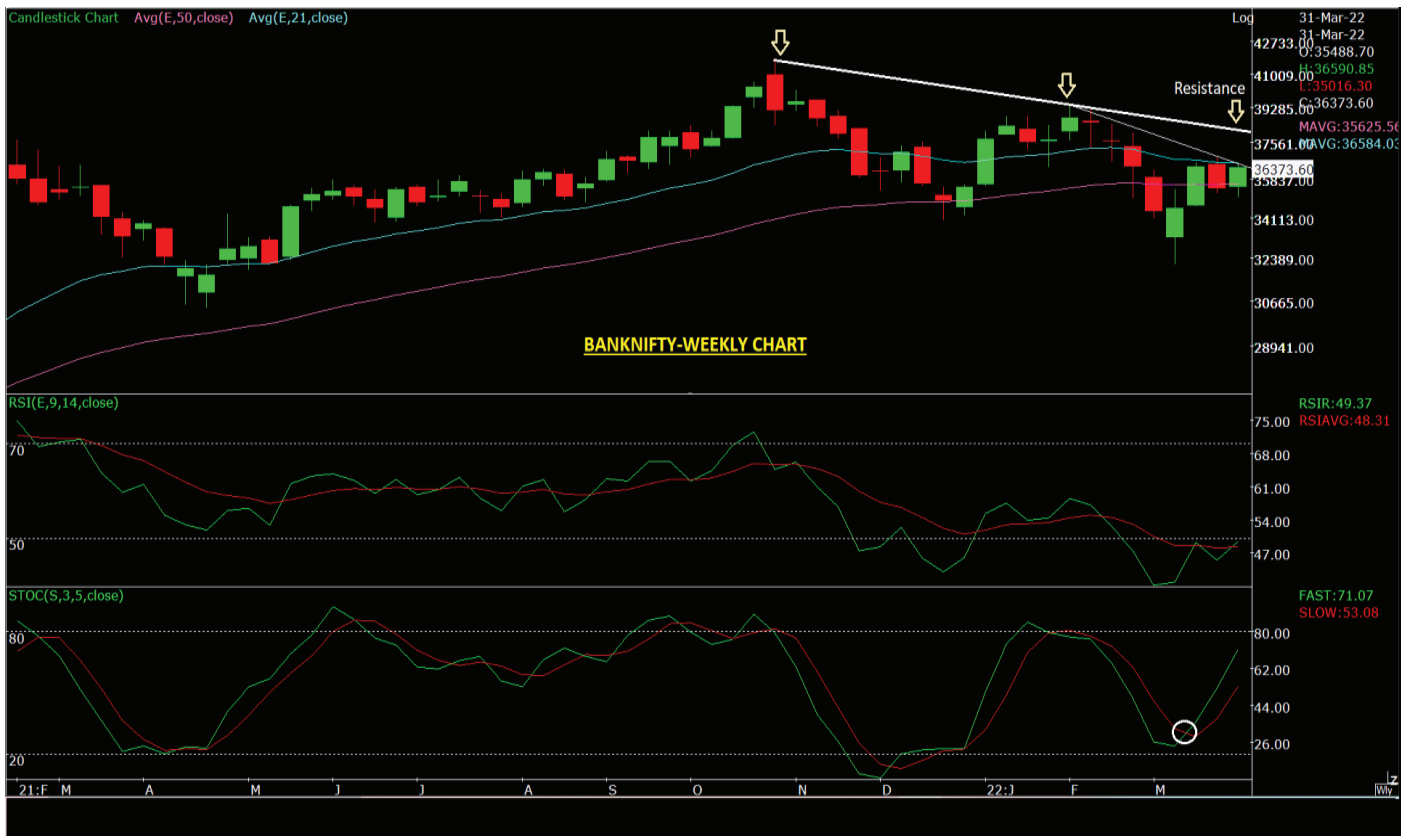 Candlestick Chart Avg(E,50,close) Avg(E,21,close)
Log
31-Mar-22
31-Mar-22
O:35488.70
H:36590.85
L:35016.30
C:36373.60
MAVG:35625.56
MAVG:36584.03
42733.00
41009.00
39285.00
37561.00
36373.60
35837.00
34113.00
32389.00
30665.00
28941.00
Resistance
BANKNIFTY-WEEKLY CHART
RSI(E,9,14,close)
70
50
75.00
68.00
61.00
54.00
47.00
RSIR:49.37
RSIAVG:48.31
STOC(S,3,5,close)
80
20
80.00
62.00
44.00
26.00
FAST:71.07
SLOW:53.08
21:F M A M J J A S O N D 22:J F M
Wly
Z